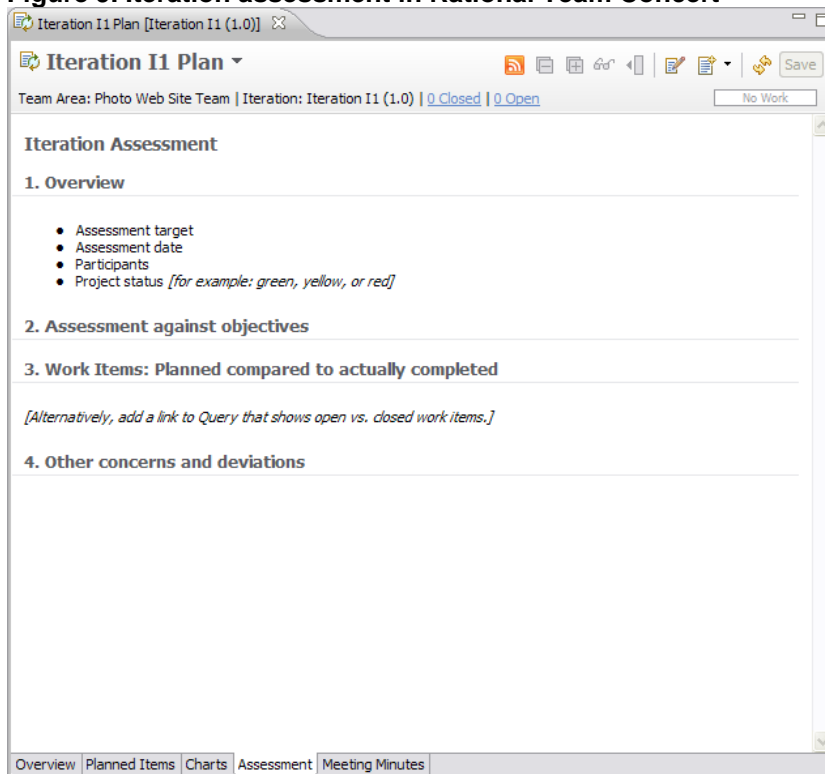 Figure 3. Iteration assessment in Rational Team Concert
Iteration I1 Plan [Iteration I1 (1.0)]
Iteration I1 Plan
Save
Team Area: Photo Web Site Team | Iteration: Iteration I1 (1.0) | 0 Closed | 0 Open
No Work
Iteration Assessment
1. Overview
● Assessment target
● Assessment date
● Participants
● Project status [for example: green, yellow, or red]
2. Assessment against objectives
3. Work Items: Planned compared to actually completed
[Alternatively, add a link to Query that shows open vs. closed work items.]
4. Other concerns and deviations
Overview Planned Items Charts Assessment Meeting Minutes